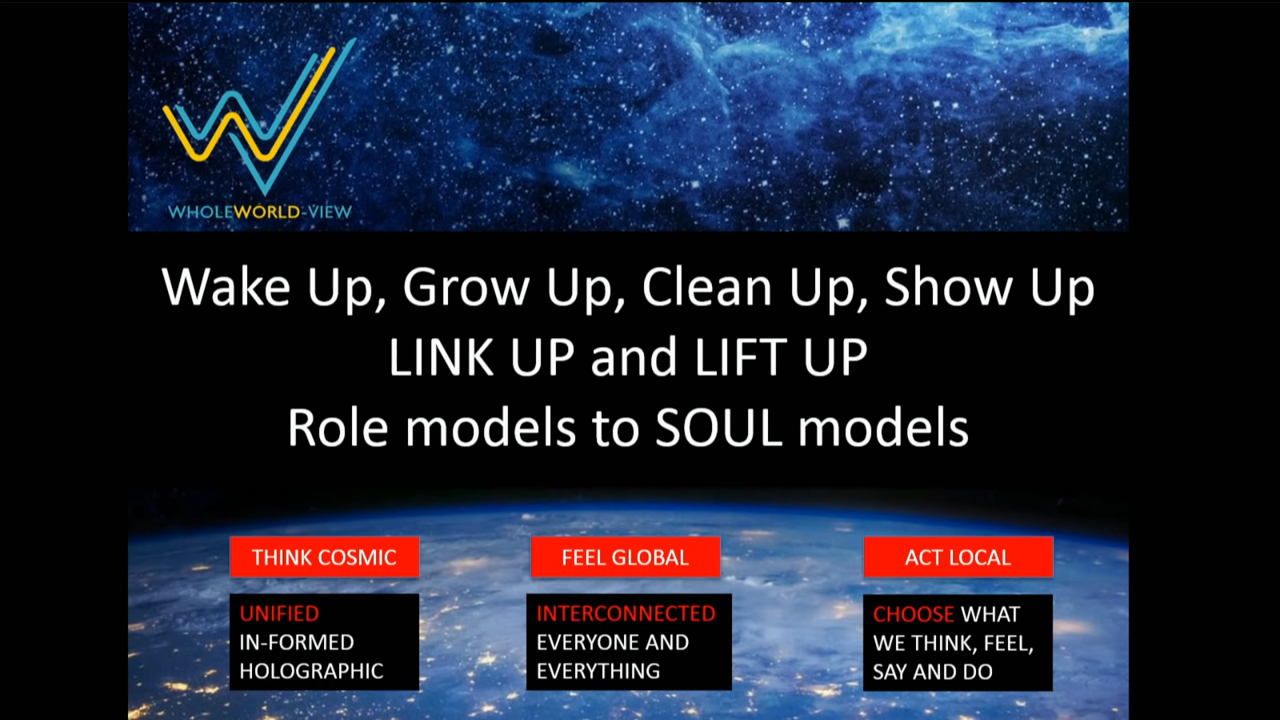 WHOLEWORLD-VIEW
Wake Up, Grow Up, Clean Up, Show Up
LINK UP and LIFT UP
Role models to SOUL models
THINK COSMIC
UNIFIED
IN-FORMED
HOLOGRAPHIC
FEEL GLOBAL
INTERCONNECTED
EVERYONE AND
EVERYTHING
ACT LOCAL
CHOOSE WHAT
WE THINK, FEEL,
SAY AND DO